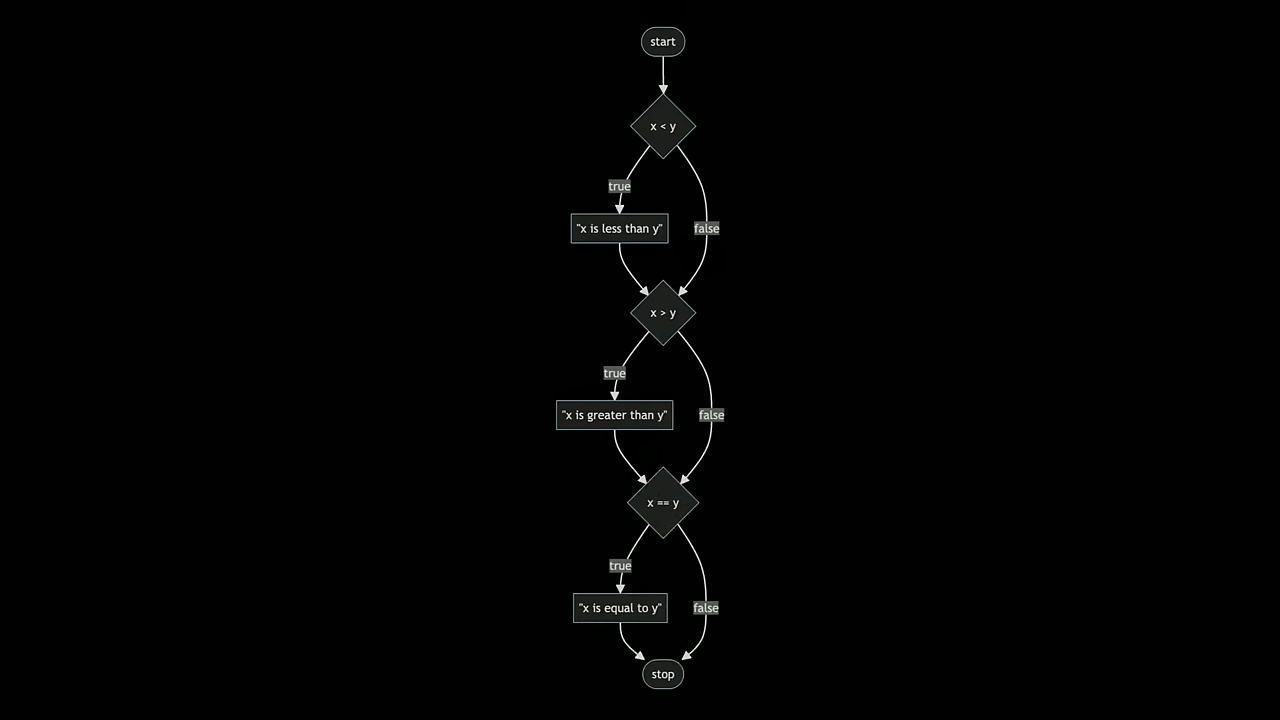 start
x < y
true
"x is less than y"
false
x > y
true
"x is greater than y"
false
x == y
true
"x is equal to y"
false
stop